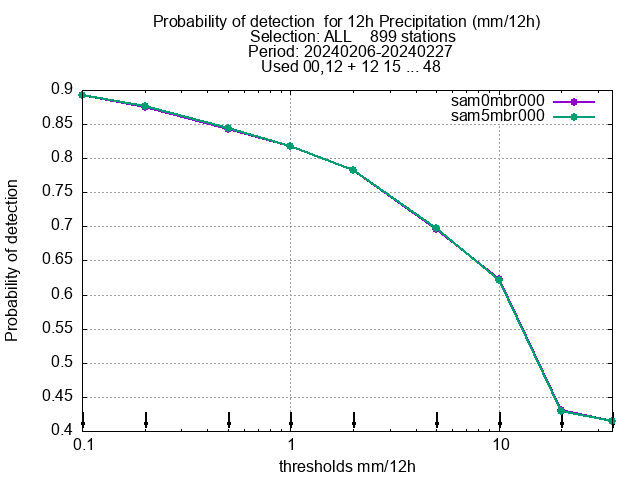 Probability of detection  for 12h Precipitation (mm/12h)
Selection: ALL    899 stations
Period: 20240206-20240227
Used 00,12 + 12 15 ... 48
sam0mbr000
sam5mbr000
Probability of detection
0.9
0.85
0.8
0.75
0.7
0.65
0.6
0.55
0.5
0.45
0.4
0.1 1 10
thresholds mm/12h